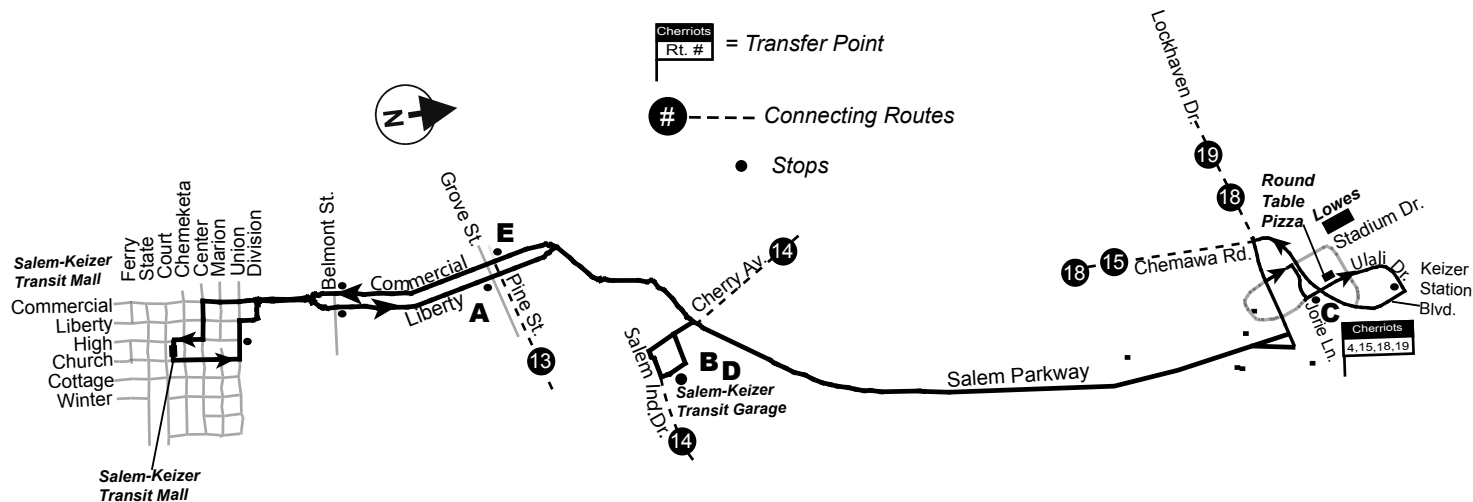 Cherriots
Rt. #
= Transfer Point
#
Connecting Routes
Stops
N
Lockhaven Dr.
19
18
Round
Table
Pizza
Lowes
Stadium Dr.
Ulali Dr.
Keizer
Station
Blvd.
18
15
Chemawa Rd.
Jorie Ln.
C
Cherriots
4,15,18,19
Salem Parkway
14
Cherry Av.
B D
Salem-Keizer
Transit Garage
Salem Ind.Dr.
14
Grove St.
E
Commercial
Liberty
A
Pine St.
13
Belmont St.
Ferry
State
Court
Chemeketa
Center
Marion
Union
Division
Salem-Keizer
Transit Mall
Commercial
Liberty
High
Church
Cottage
Winter
Salem-Keizer
Transit Mall